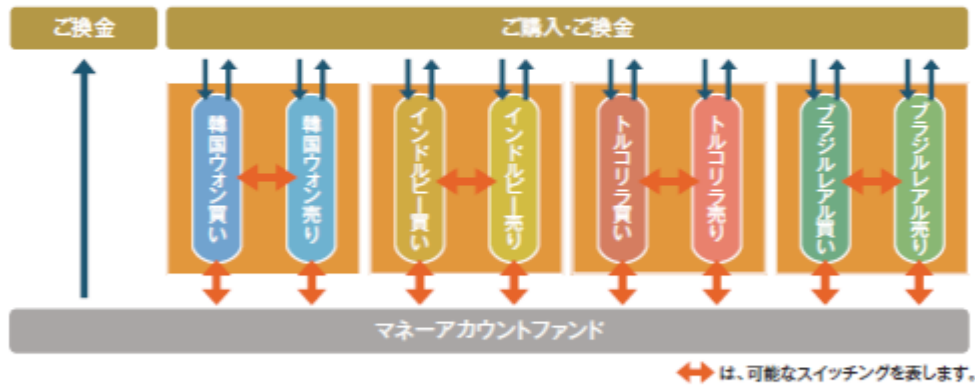 ご換金
ご購入・ご換金
韓国ウォン買い
韓国ウォン売り
インドルピー買い
インドルピー売り
トルコリラ買い
トルコリラ売り
ブラジルレアル買い
ブラジルレアル売り
マネーアカウントファンド
は、可能なスイッチングを表します。